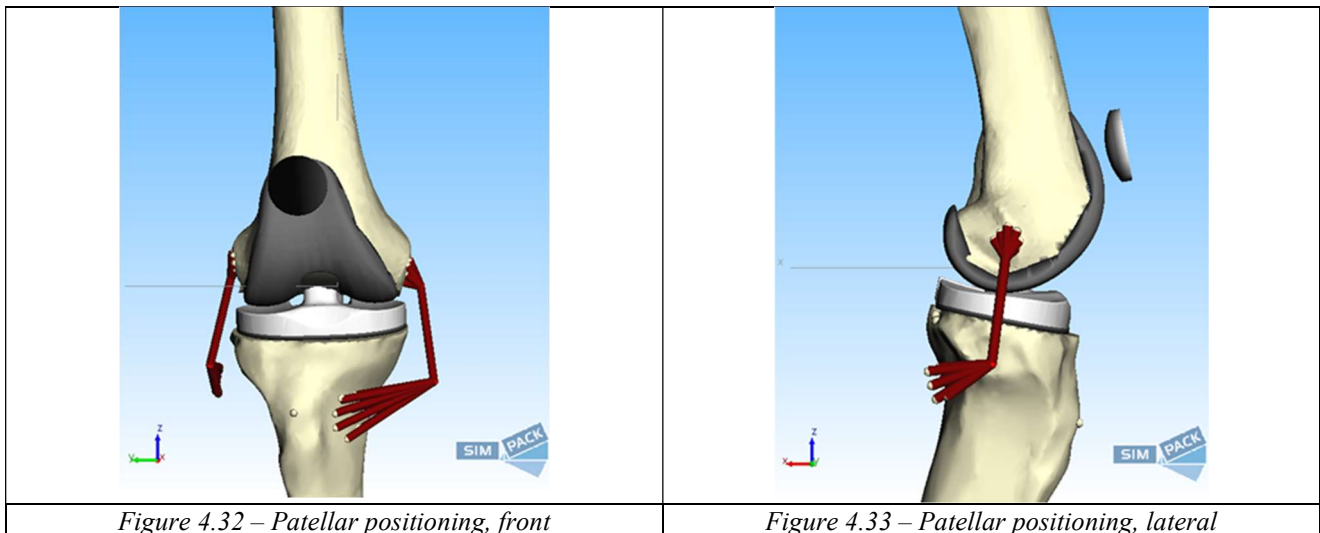 z
SIM PACK
z
y x
Figure 4.32 – Patellar positioning, front
x
SIM PACK
z
x y
Figure 4.33 – Patellar positioning, lateral